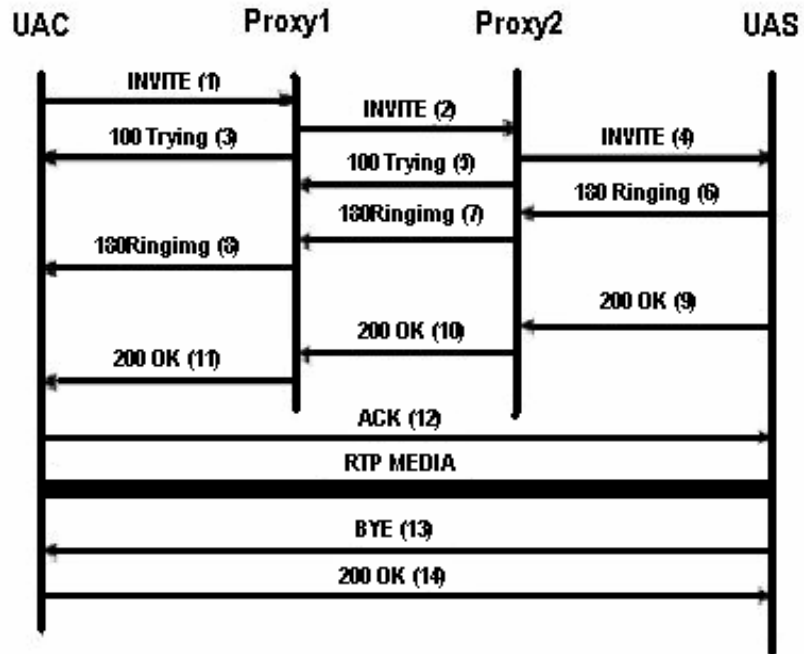 UAC Proxy1 Proxy2 UAS
INVITE (1)
INVITE (2)
100 Trying (3)
INVITE (4)
100 Trying (5)
180 Ringing (6)
180Ringimg (7)
180Ringimg (8)
200 OK (9)
200 OK (10)
200 OK (11)
ACK (12)
RTP MEDIA
BYE (13)
200 OK (14)